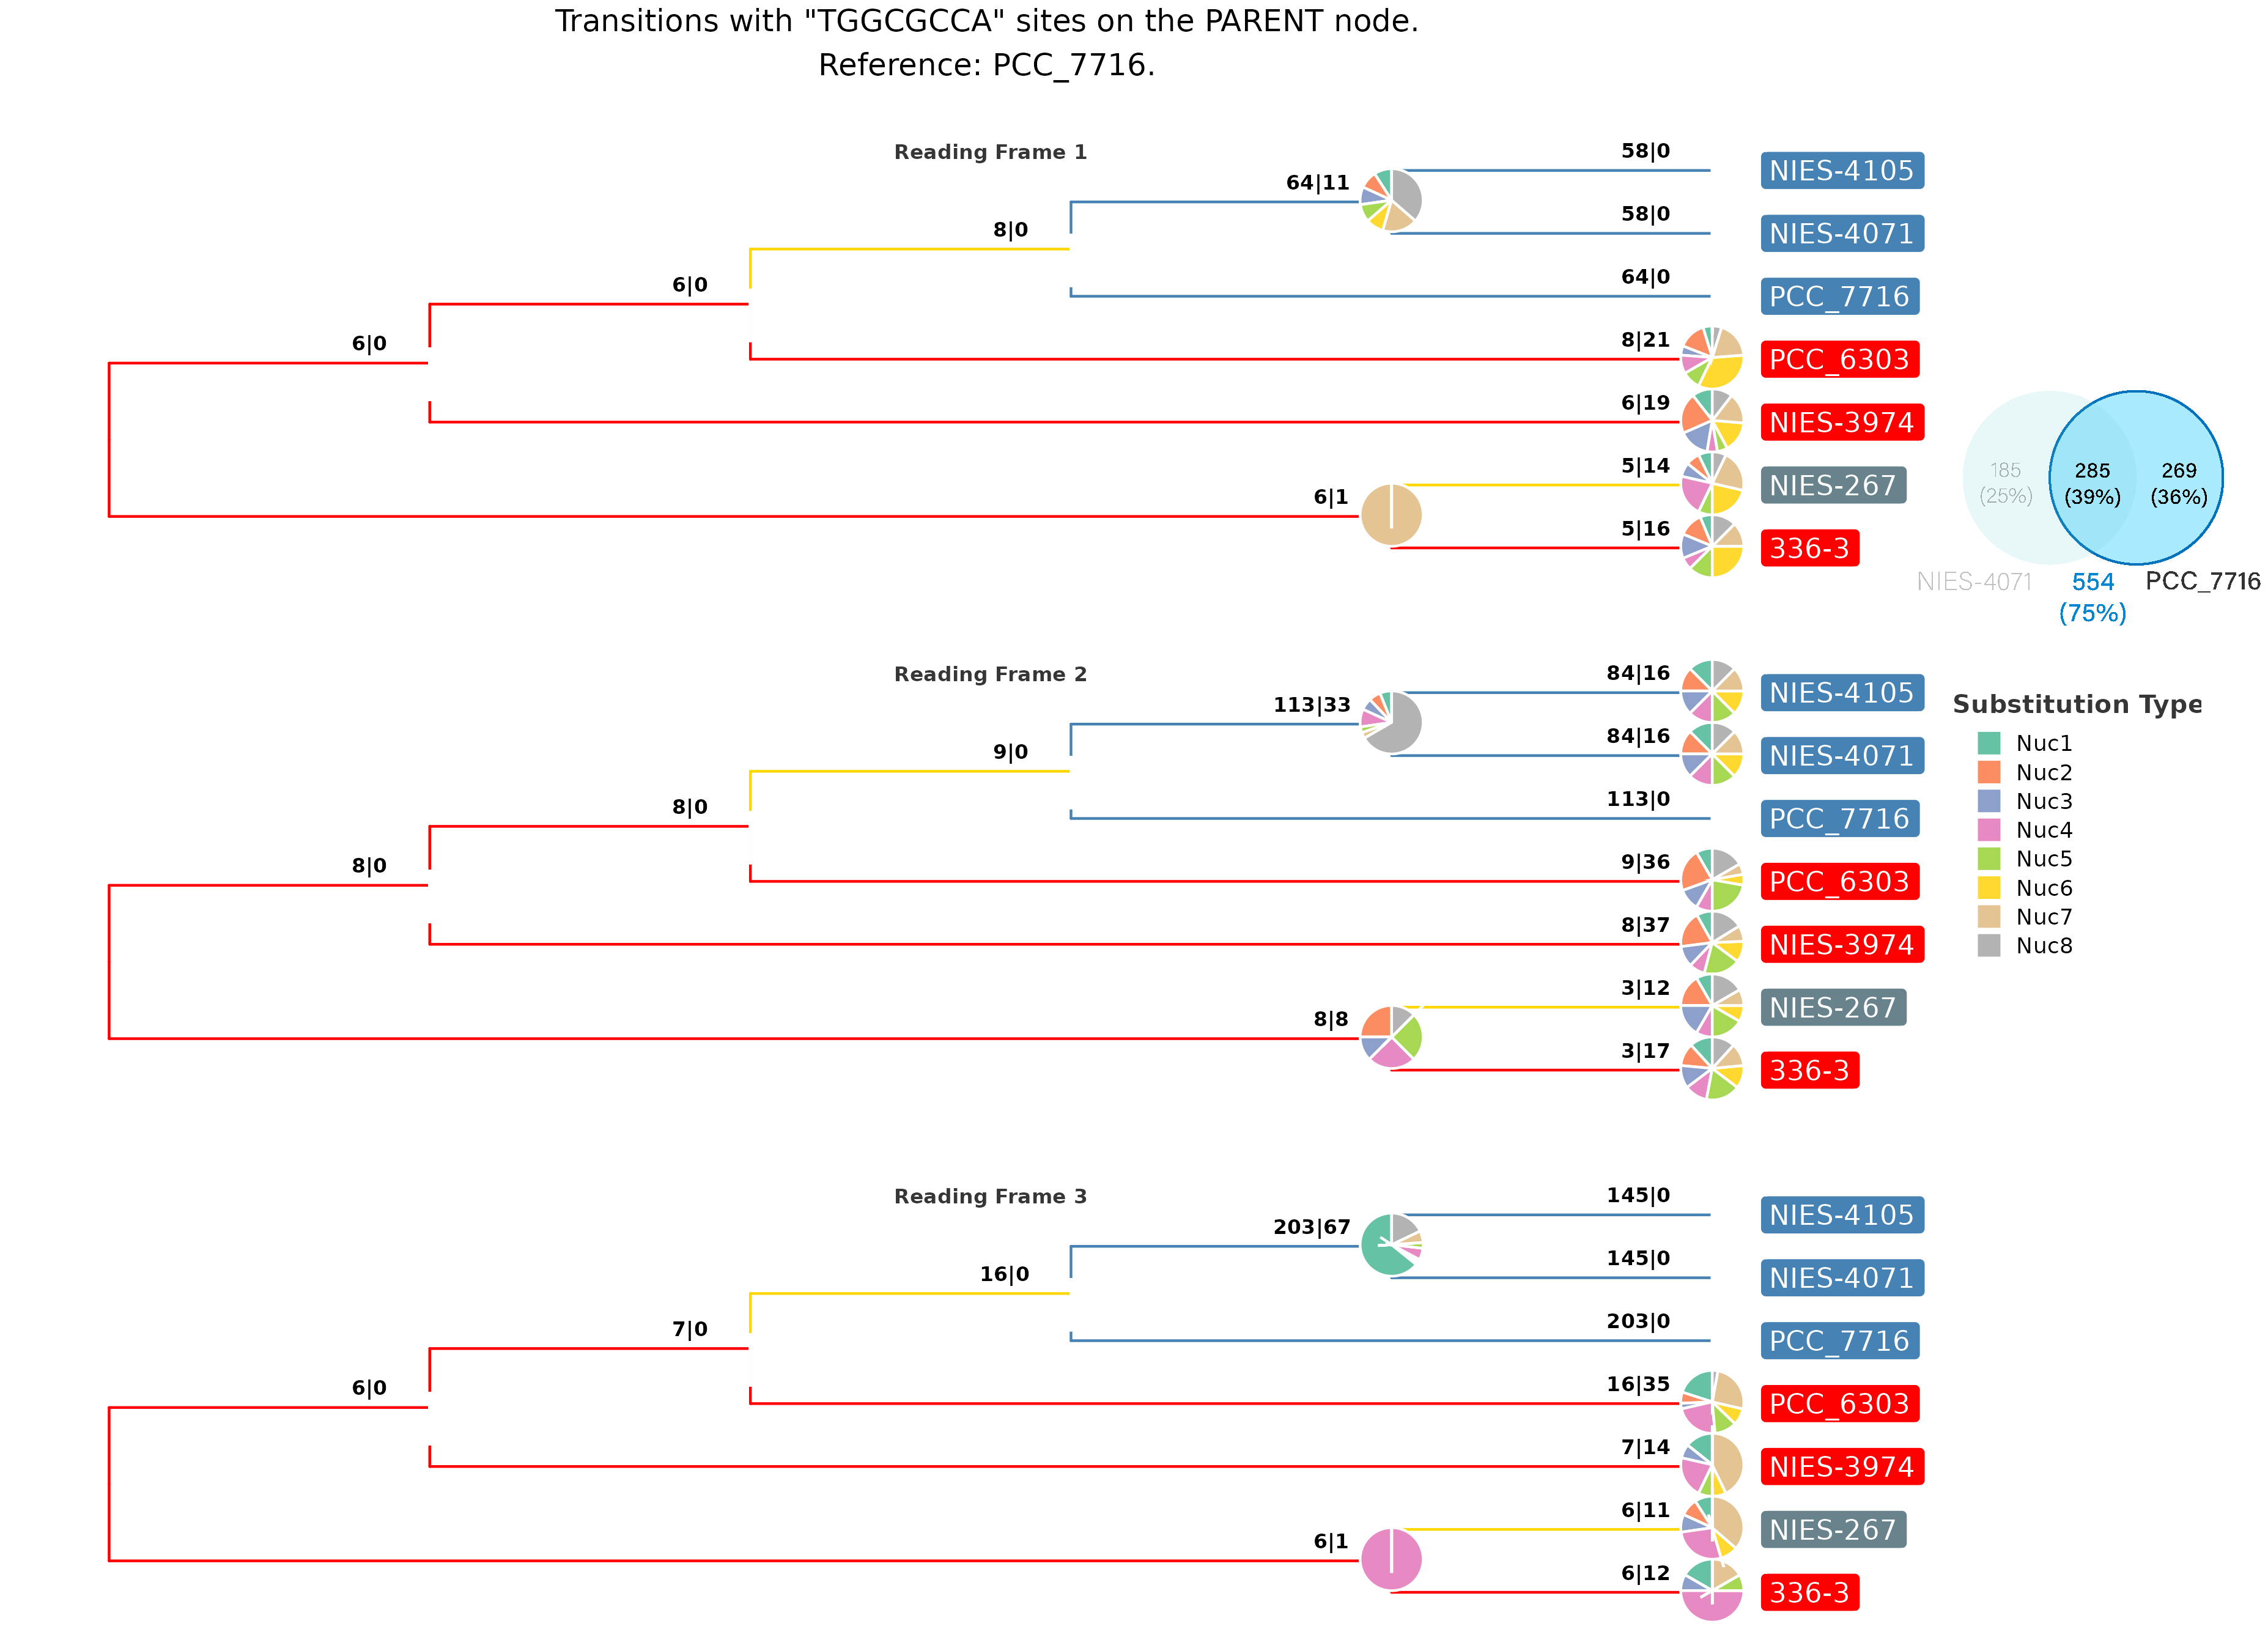 Transitions with "TGGCGCCA" sites on the PARENT node.
Reference: PCC_7716.
Reading Frame 1
58|0
NIES-4105
64|11
58|0
NIES-4071
8|0
64|0
PCC_7716
6|0
8|21
PCC_6303
6|0
6|19
NIES-3974
5|14
NIES-267
6|1
5|16
336-3
185
(25%)
285
(39%)
269
(36%)
NIES-4071
554
(75%)
PCC_7716
Reading Frame 2
84|16
NIES-4105
113|33
84|16
NIES-4071
9|0
113|0
PCC_7716
8|0
9|36
PCC_6303
8|0
8|37
NIES-3974
3|12
NIES-267
8|8
3|17
336-3
Substitution Type
Nuc1
Nuc2
Nuc3
Nuc4
Nuc5
Nuc6
Nuc7
Nuc8
Reading Frame 3
145|0
NIES-4105
203|67
145|0
NIES-4071
16|0
203|0
PCC_7716
7|0
16|35
PCC_6303
6|0
7|14
NIES-3974
6|11
NIES-267
6|1
6|12
336-3